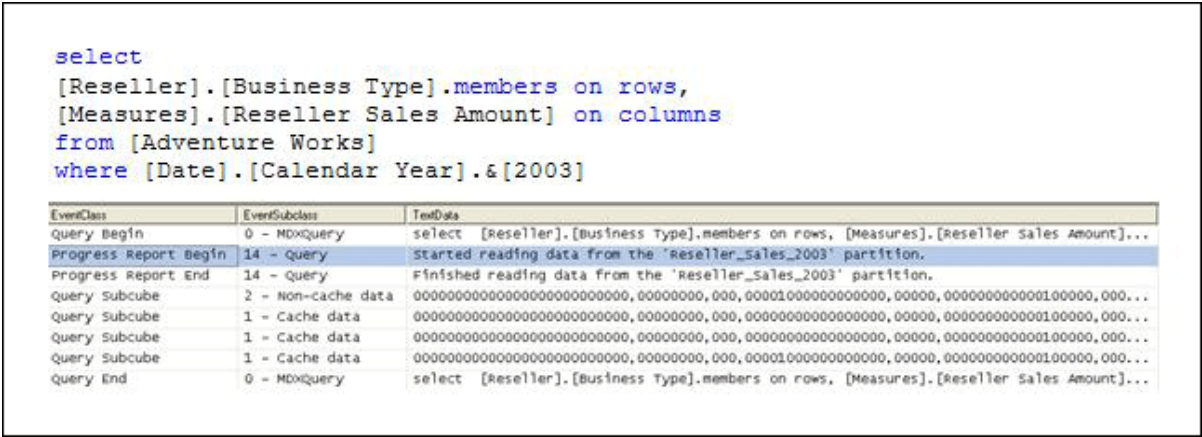 select
[Reseller].[Business Type].members on rows,
[Measures].[Reseller Sales Amount] on columns
from [Adventure Works]
where [Date].[Calendar Year].&[2003]
EventClass EventSubclass TextData
Query Begin 0 - MDXQuery select [Reseller].[Business Type].members on rows, [Measures].[Reseller Sales Amount]...
Progress Report Begin 14 - Query Started reading data from the 'Reseller_Sales_2003' partition.
Progress Report End 14 - Query Finished reading data from the 'Reseller_Sales_2003' partition.
Query Subcube 2 - Non-cache data 00000000000000000000000000,00000000,000,00001000000000000,00000,000000000000100000,000...
Query Subcube 1 - Cache data 00000000000000000000000000,00000000,000,00000000000000000,00000,000000000000100000,000...
Query Subcube 1 - Cache data 00000000000000000000000000,00000000,000,00001000000000000,00000,000000000000100000,000...
Query Subcube 1 - Cache data 00000000000000000000000000,00000000,000,00001000000000000,00000,000000000000100000,000...
Query End 0 - MDXQuery select [Reseller].[Business Type].members on rows, [Measures].[Reseller Sales Amount]...